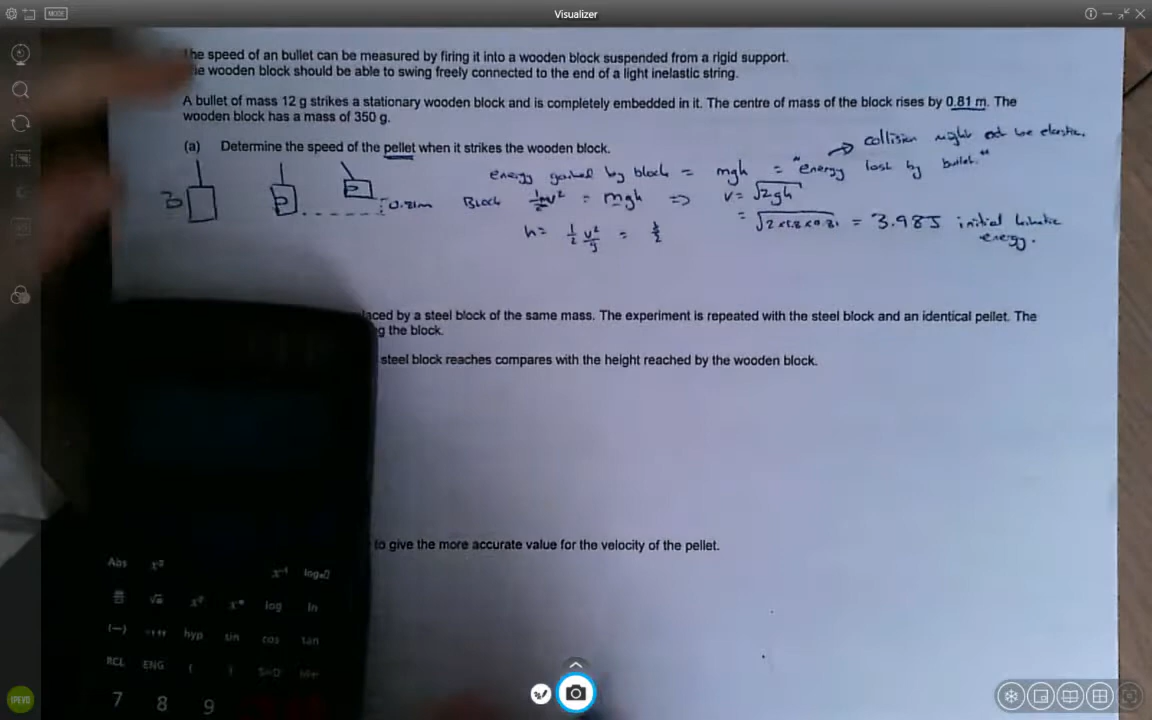 MODE
Visualizer
he speed of an bullet can be measured by firing it into a wooden block suspended from a rigid support.
e wooden block should be able to swing freely connected to the end of a light inelastic string.
A bullet of mass 12 g strikes a stationary wooden block and is completely embedded in it. The centre of mass of the block rises by 0.81 m. The
wooden block has a mass of 350 g.
collision might not be elastic.
(a) Determine the speed of the pellet when it strikes the wooden block.
energy gained by block = mgh = "energy lost by bullet."
0.81m
Block ½mv² = mgh ⇒ v = √2gh
= √2×9.8×0.81 = 3.985 initial kinetic
energy.
h = ½ v²/g =
laced by a steel block of the same mass. The experiment is repeated with the steel block and an identical pellet. The
g the block.
steel block reaches compares with the height reached by the wooden block.
to give the more accurate value for the velocity of the pellet.
Abs x³ x⁻¹ log
hyp sin cos tan
log ln
(−)
RCL ENG (
7 8 9
IPEVO